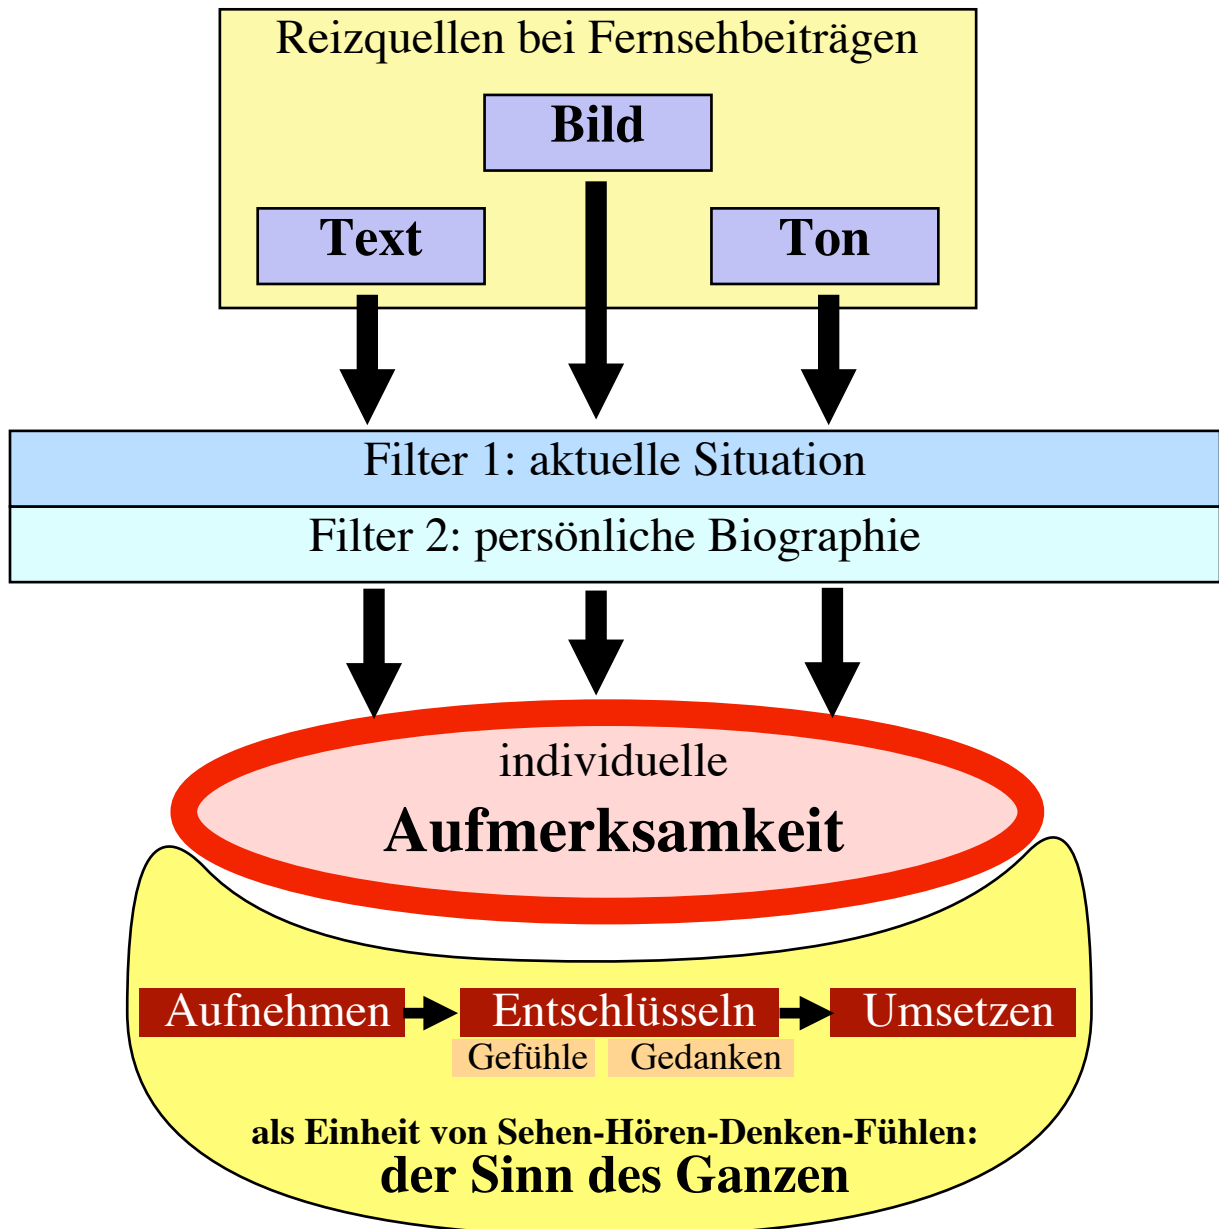 Reizquellen bei Fernsehbeiträgen
Bild
Text
Ton
Filter 1: aktuelle Situation
Filter 2: persönliche Biographie
individuelle
Aufmerksamkeit
Aufnehmen
Entschlüsseln
Umsetzen
Gefühle
Gedanken
als Einheit von Sehen-Hören-Denken-Fühlen:
der Sinn des Ganzen